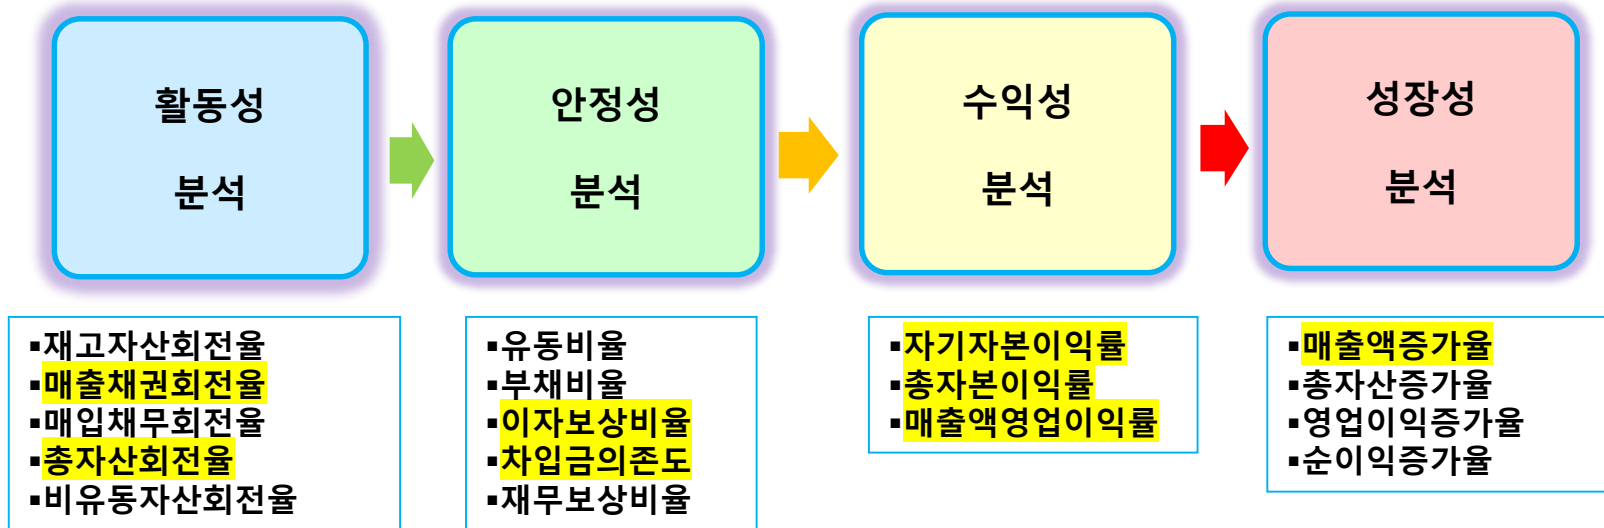 활동성
분석
안정성
분석
수익성
분석
성장성
분석
▪재고자산회전율
▪매출채권회전율
▪매입채무회전율
▪총자산회전율
▪비유동자산회전율
▪유동비율
▪부채비율
▪이자보상비율
▪차입금의존도
▪재무보상비율
▪자기자본이익률
▪총자본이익률
▪매출액영업이익률
▪매출액증가율
▪총자산증가율
▪영업이익증가율
▪순이익증가율